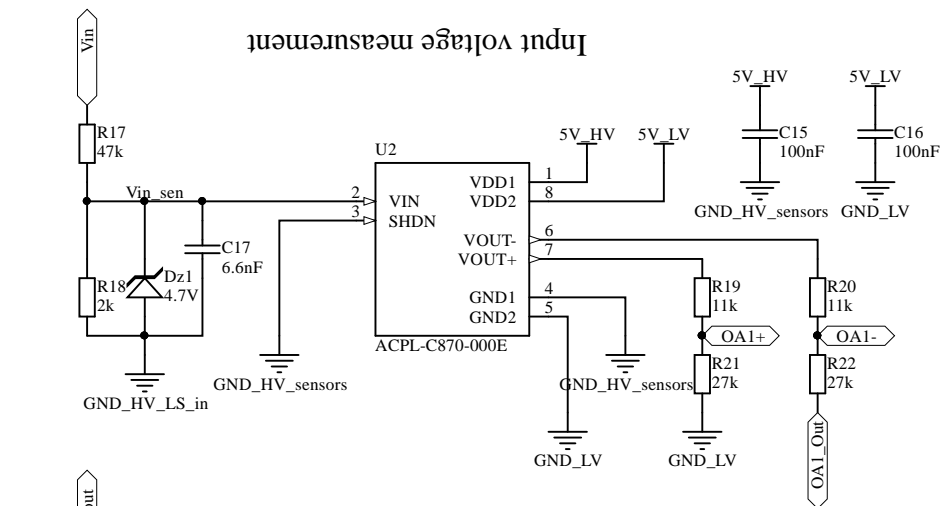 Input voltage measurement
Vin
R17
47k
Vin_sen
R18
2k
Dz1
4.7V
C17
6.6nF
GND_HV_LS_in
U2
2
VIN
3
SHDN
VDD1
1
VDD2
8
VOUT-
6
VOUT+
7
GND1
4
GND2
5
ACPL-C870-000E
5V_HV
5V_LV
GND_HV_sensors
GND_HV_sensors
GND_LV
5V_HV
C15
100nF
GND_HV_sensors
5V_LV
C16
100nF
GND_LV
R19
11k
OA1+
R21
27k
GND_LV
R20
11k
OA1-
R22
27k
OA1_Out